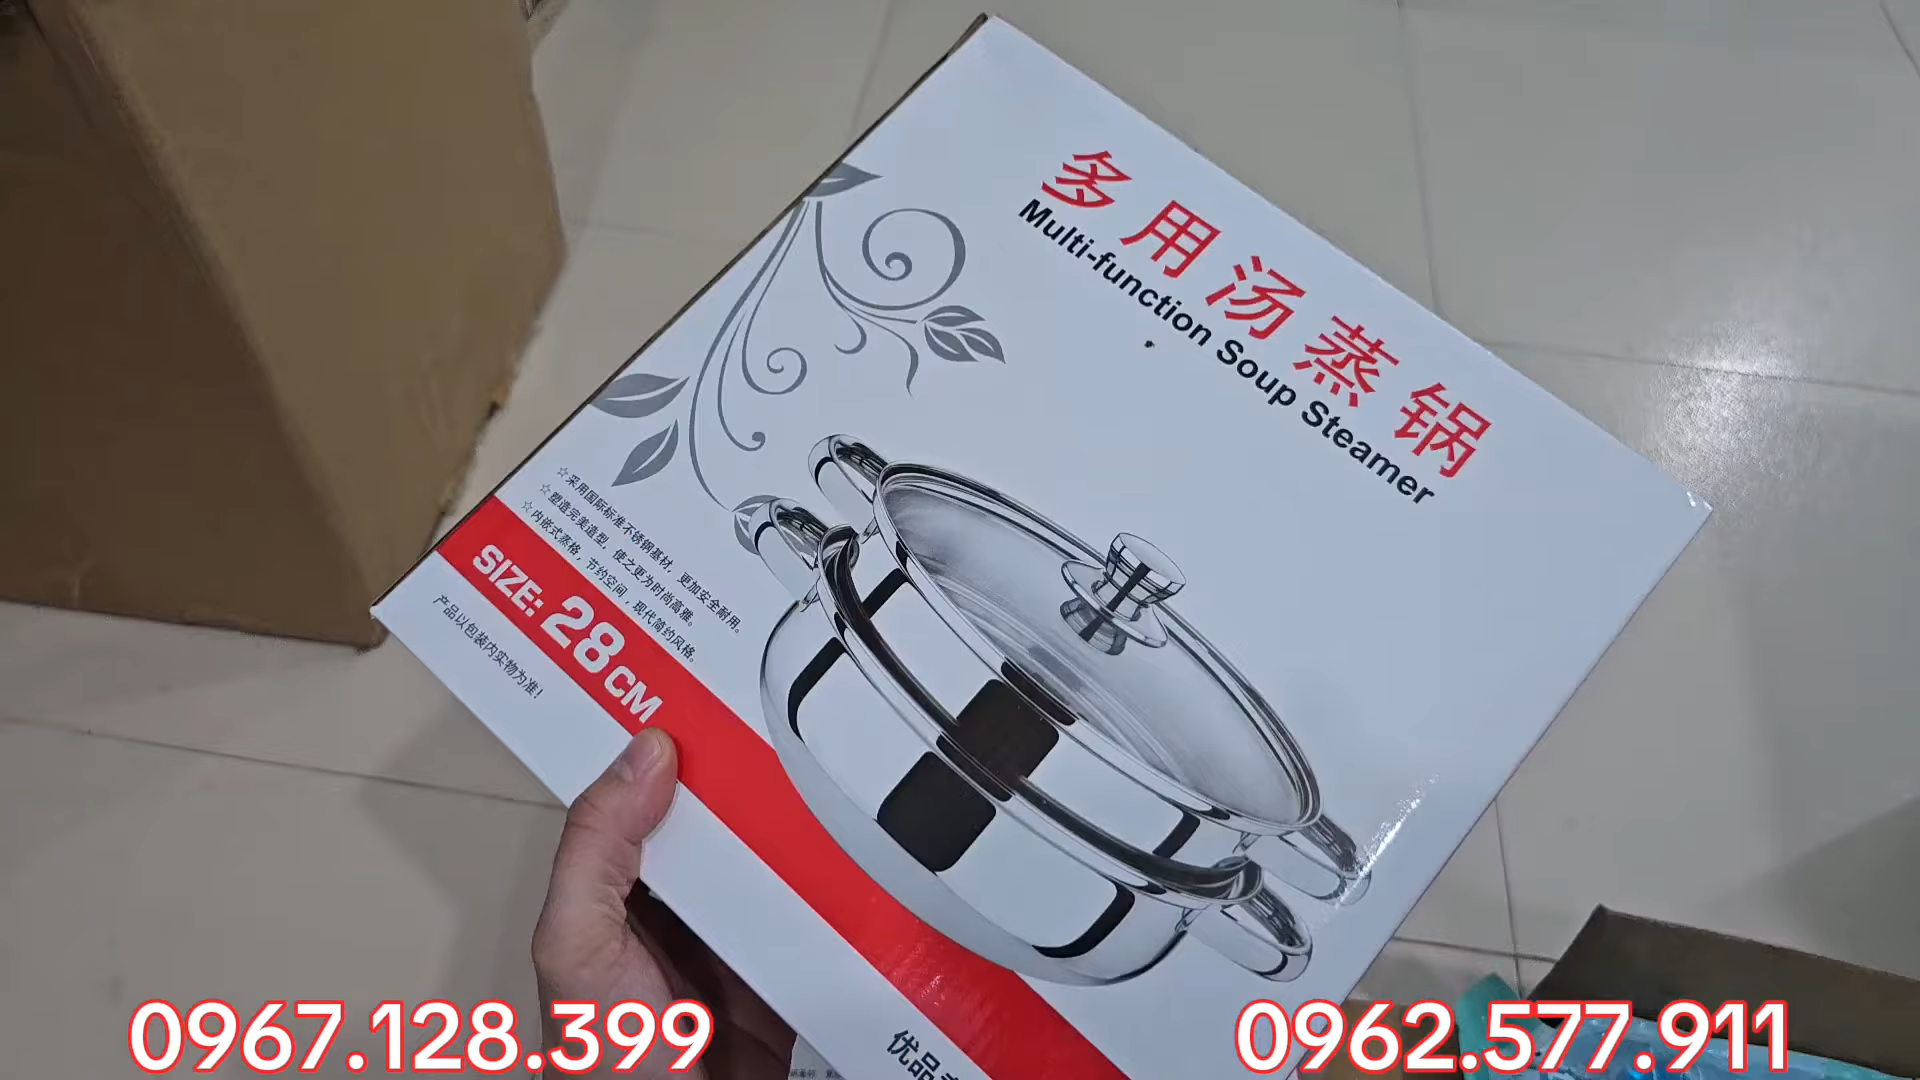 多用汤蒸锅
Multi-function Soup Steamer
☆采用国际标准不锈钢基材，更加安全耐用。
☆塑造完美造型，使之更为时尚高雅。
☆内嵌式蒸格，节约空间，现代简约风格。
SIZE: 28CM
产品以包装内实物为准！
优品
0967.128.399
0962.577.911